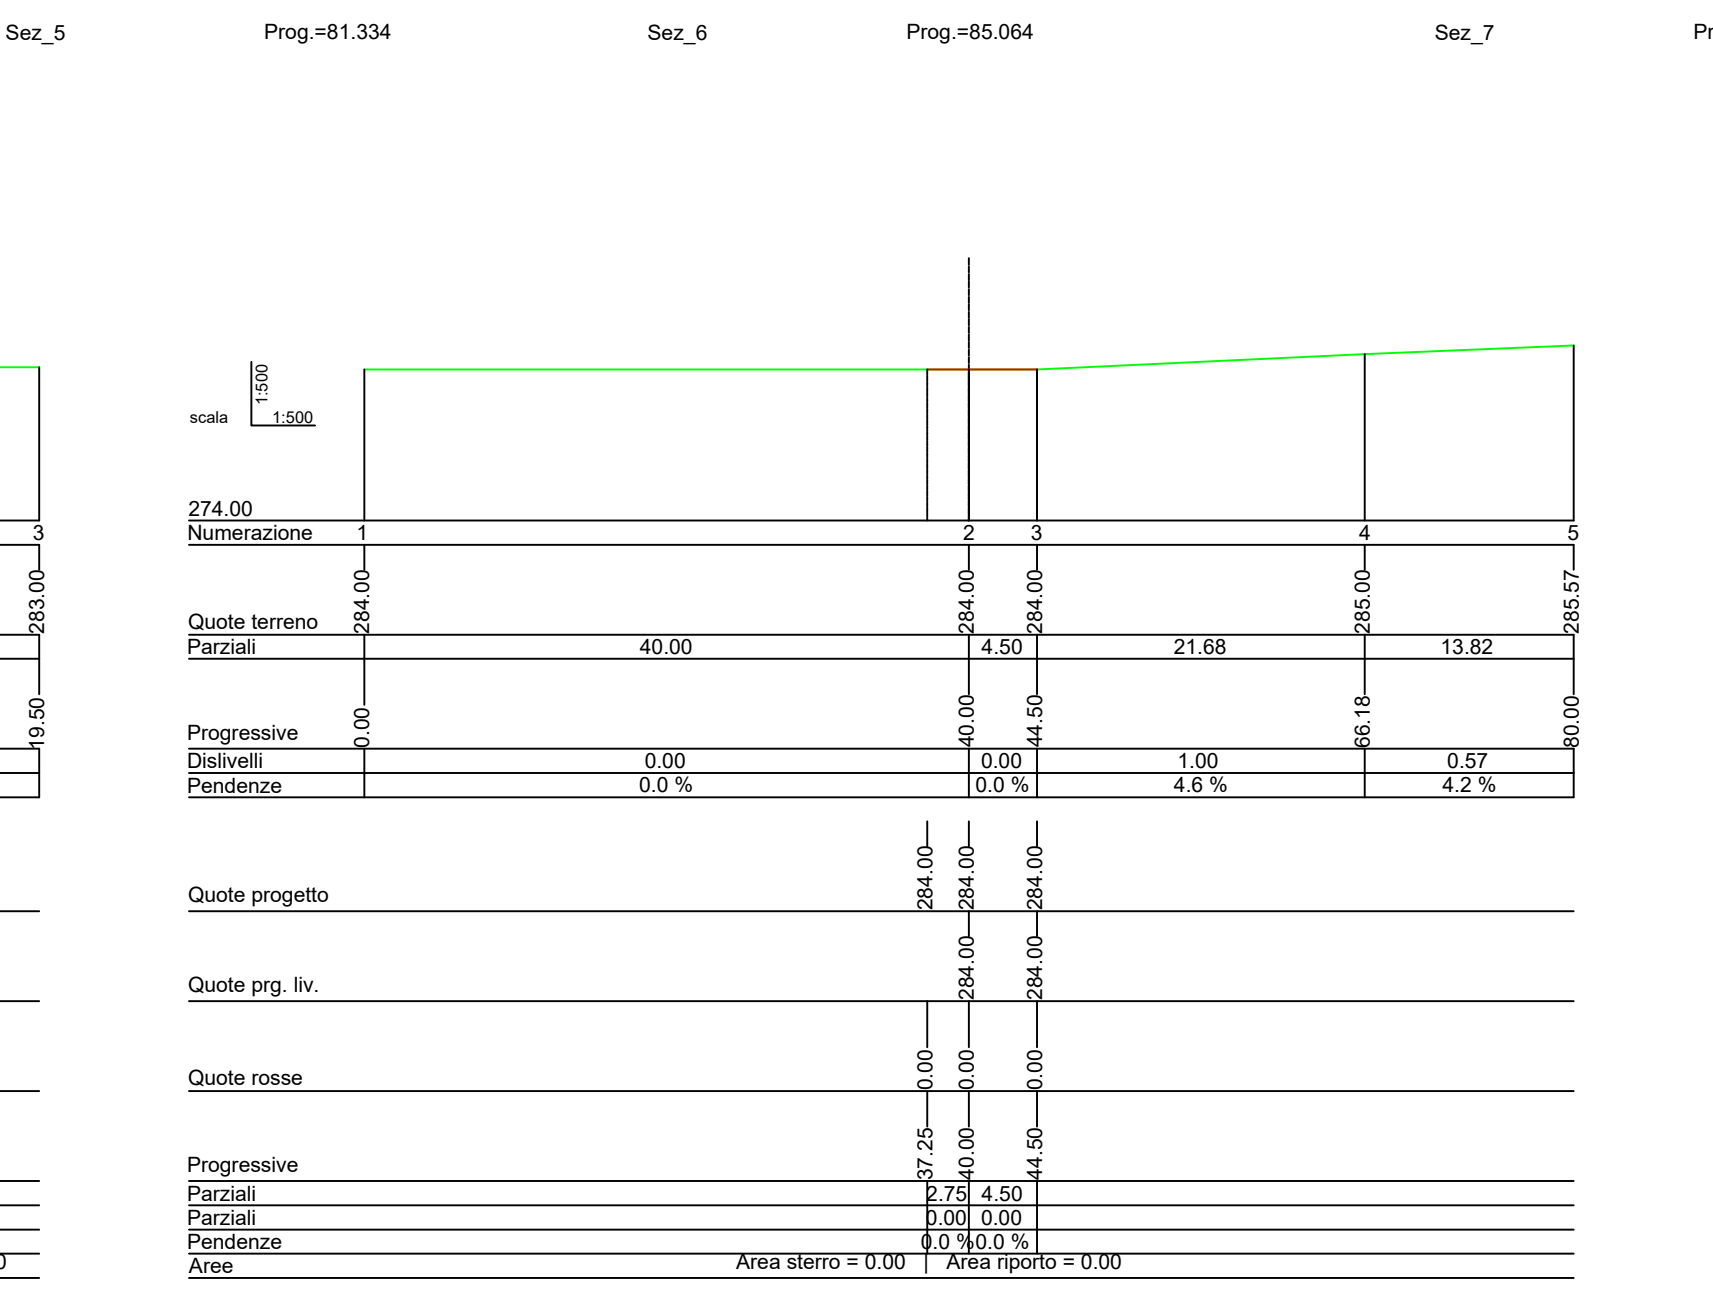 Sez_5 Prog.=81.334 Sez_6 Prog.=85.064 Sez_7 Pr
1:500
scala 1:500
274.00
3 Numerazione 1 2 3 4 5
283.00 Quote terreno 284.00 284.00 284.00 285.00 285.57
Parziali 40.00 4.50 21.68 13.82
19.50 Progressive 0.00 40.00 44.50 66.18 80.00
Dislivelli 0.00 0.00 1.00 0.57
Pendenze 0.0 % 0.0 % 4.6 % 4.2 %
Quote progetto 284.00 284.00 284.00
Quote prg. liv. 284.00 284.00
Quote rosse 0.00 0.00 0.00
Progressive 37.25 40.00 44.50
Parziali 2.75 4.50
Parziali 0.00 0.00
Pendenze 0.0 % 0.0 %
0 Aree Area sterro = 0.00 Area riporto = 0.00